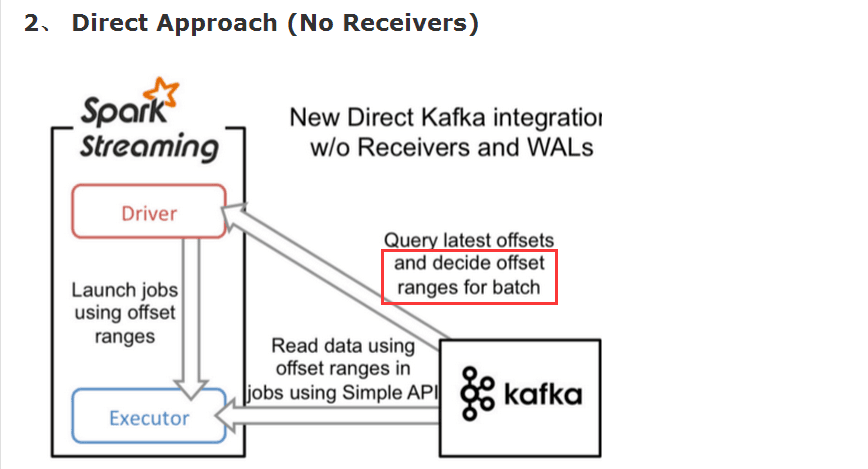 2、 Direct Approach (No Receivers)
Spark
Streaming
New Direct Kafka integration
w/o Receivers and WALs
Driver
Query latest offsets
and decide offset
ranges for batch
Launch jobs
using offset
ranges
Read data using
offset ranges in
jobs using Simple API
kafka
Executor